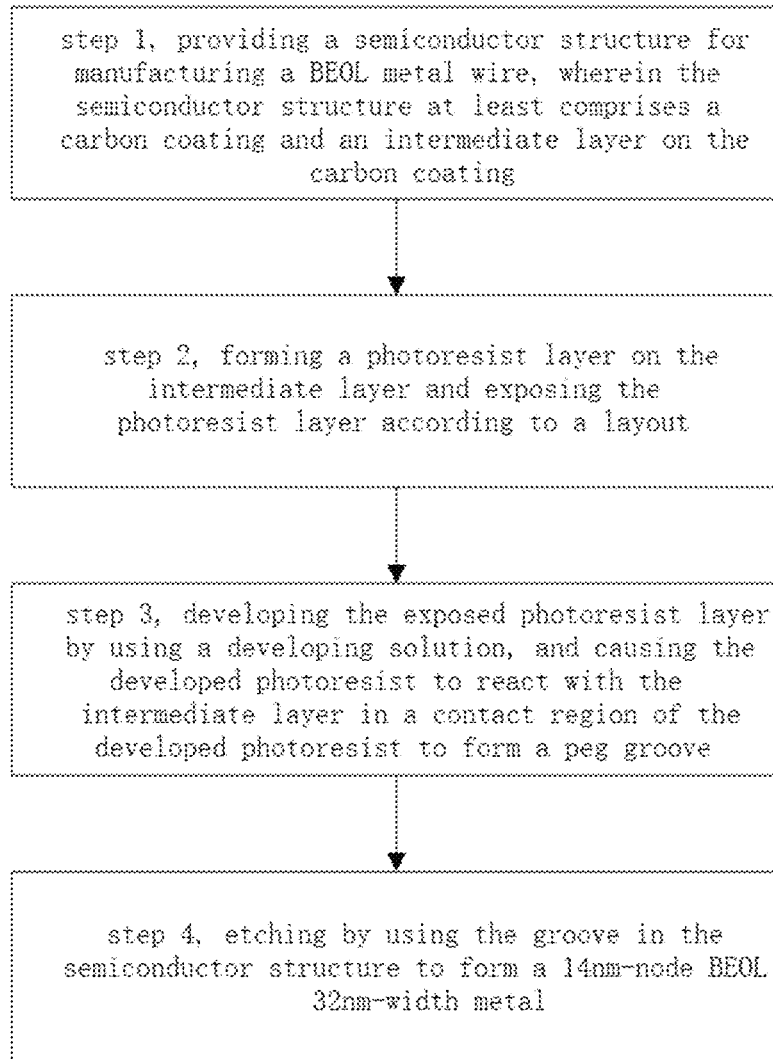 step 1, providing a semiconductor structure for
manufacturing a BEOL metal wire, wherein the
semiconductor structure at least comprises a
carbon coating and an intermediate layer on the
carbon coating
step 2, forming a photoresist layer on the
intermediate layer and exposing the
photoresist layer according to a layout
step 3, developing the exposed photoresist layer
by using a developing solution, and causing the
developed photoresist to react with the
intermediate layer in a contact region of the
developed photoresist to form a peg groove
step 4, etching by using the groove in the
semiconductor structure to form a 14nm-node BEOL
32nm-width metal